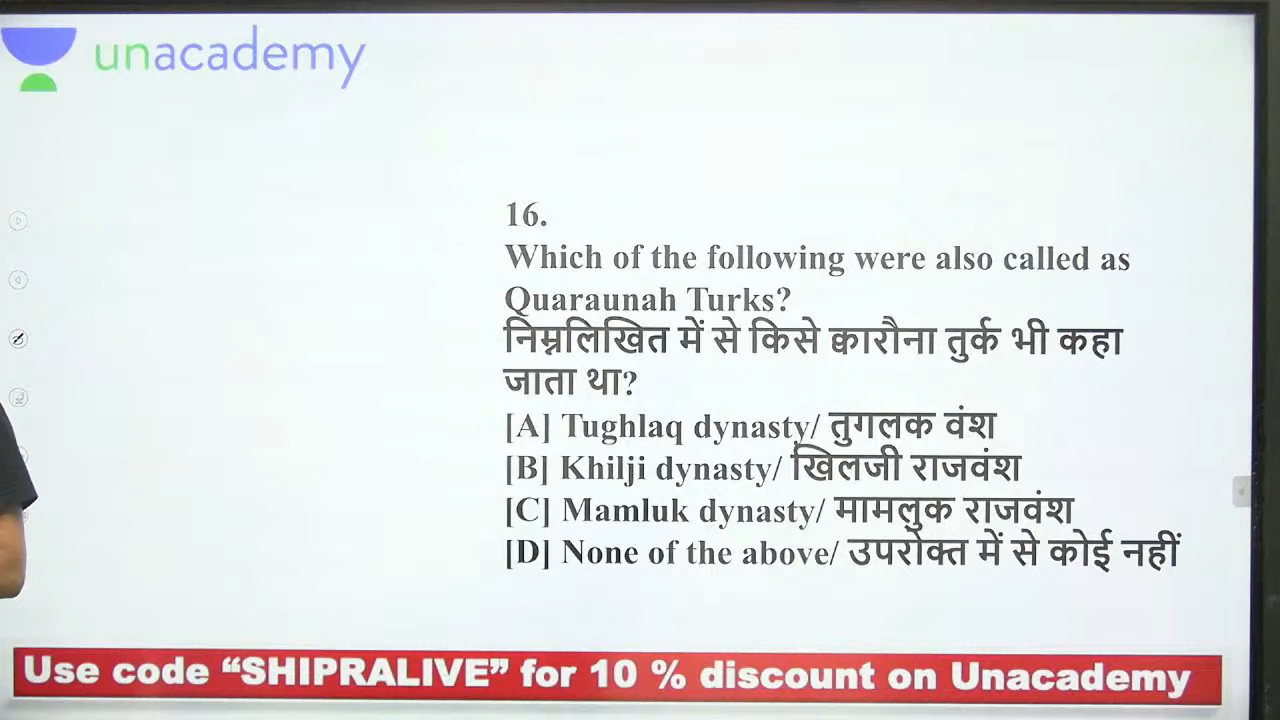 unacademy
16.
Which of the following were also called as
Quaraunah Turks?
निम्नलिखित में से किसे क्वारौना तुर्क भी कहा
जाता था?
[A] Tughlaq dynasty/ तुगलक वंश
[B] Khilji dynasty/ खिलजी राजवंश
[C] Mamluk dynasty/ मामलुक राजवंश
[D] None of the above/ उपरोक्त में से कोई नहीं
Use code “SHIPRALIVE” for 10 % discount on Unacademy